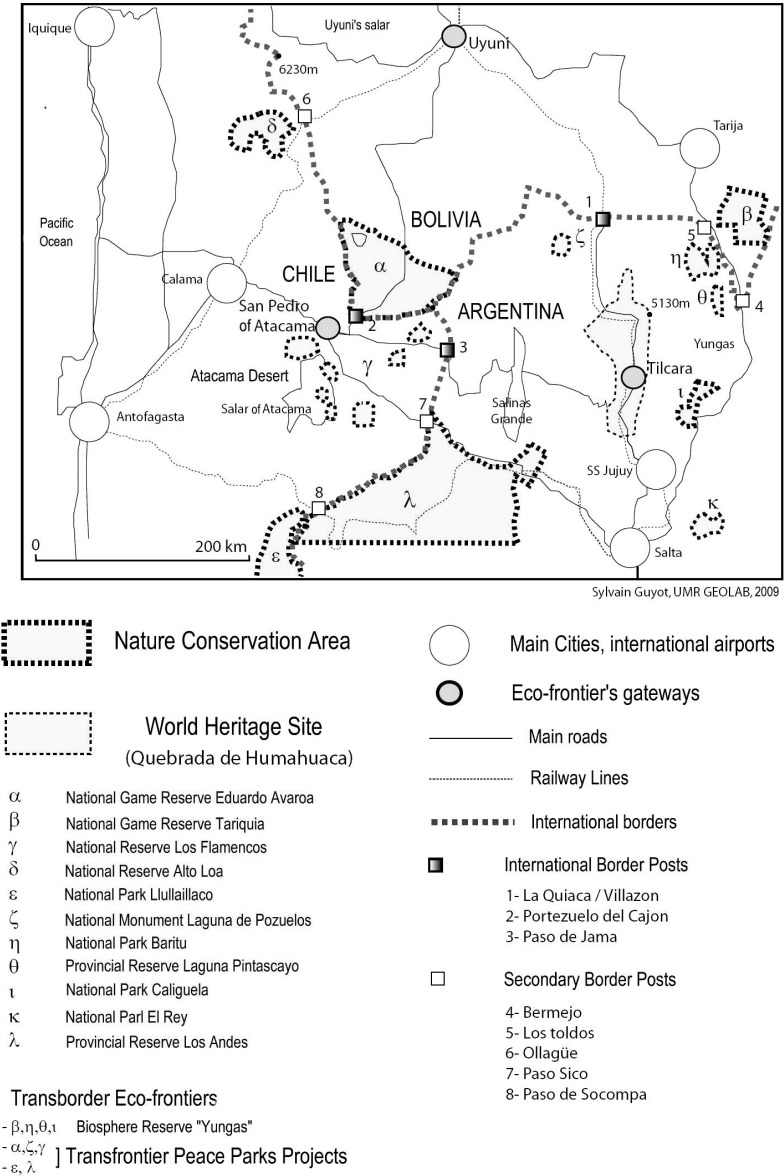 Iquique
Uyuni's salar
Uyuni
6230m
6
δ
Tarija
Pacific
Ocean
BOLIVIA
1
β
ζ
5
η
α
Calama
CHILE
θ
4
San Pedro
of Atacama
2
ARGENTINA
5130m
Yungas
3
γ
Atacama Desert
Tilcara
ι
Salar of Atacama
7
Salinas
Grande
Antofagasta
SS Jujuy
λ
8
κ
0
200 km
ε
Salta
Sylvain Guyot, UMR GEOLAB, 2009
Nature Conservation Area
World Heritage Site
(Quebrada de Humahuaca)
α National Game Reserve Eduardo Avaroa
β National Game Reserve Tariquia
γ National Reserve Los Flamencos
δ National Reserve Alto Loa
ε National Park Llullaillaco
ζ National Monument Laguna de Pozuelos
η National Park Baritu
θ Provincial Reserve Laguna Pintascayo
ι National Park Caliguela
κ National Parl El Rey
λ Provincial Reserve Los Andes
Transborder Eco-frontiers
- β,η,θ,ι Biosphere Reserve "Yungas"
- α,ζ,γ
- ε, λ
] Transfrontier Peace Parks Projects
Main Cities, international airports
Eco-frontier's gateways
Main roads
Railway Lines
International borders
International Border Posts
1- La Quiaca / Villazon
2- Portezuelo del Cajon
3- Paso de Jama
Secondary Border Posts
4- Bermejo
5- Los toldos
6- Ollagüe
7- Paso Sico
8- Paso de Socompa